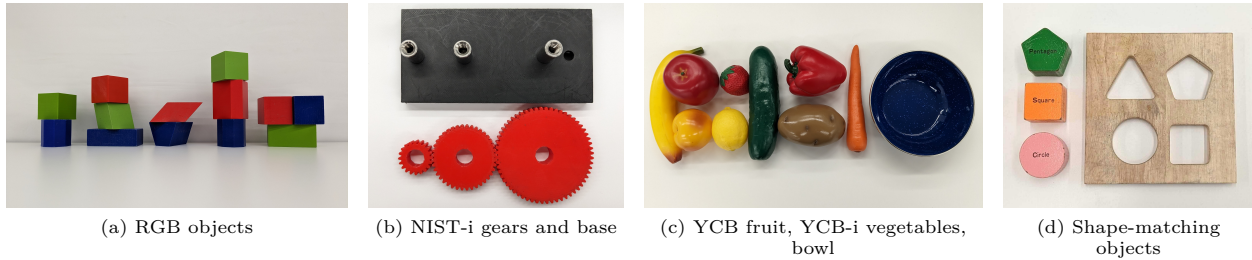 Pentagon
Square
Circle
(a) RGB objects
(b) NIST-i gears and base
(c) YCB fruit, YCB-i vegetables,
bowl
(d) Shape-matching
objects